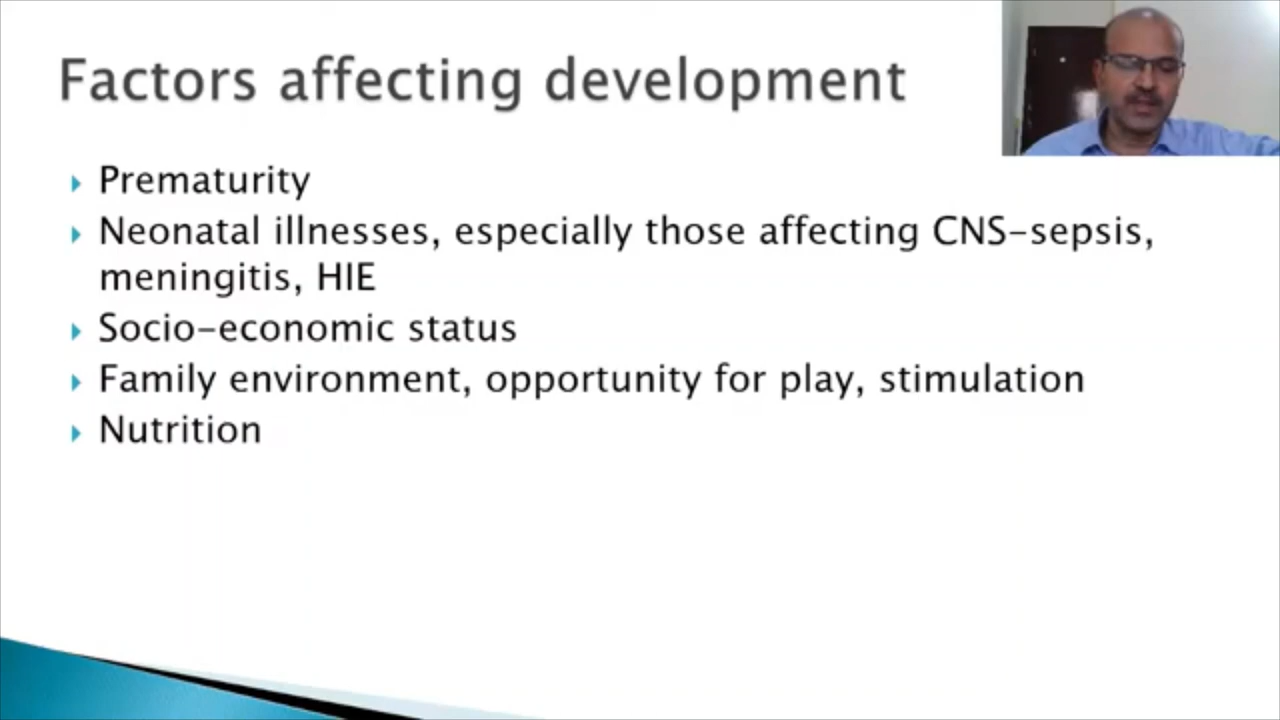 Factors affecting development
Prematurity
Neonatal illnesses, especially those affecting CNS-sepsis,
meningitis, HIE
Socio-economic status
Family environment, opportunity for play, stimulation
Nutrition